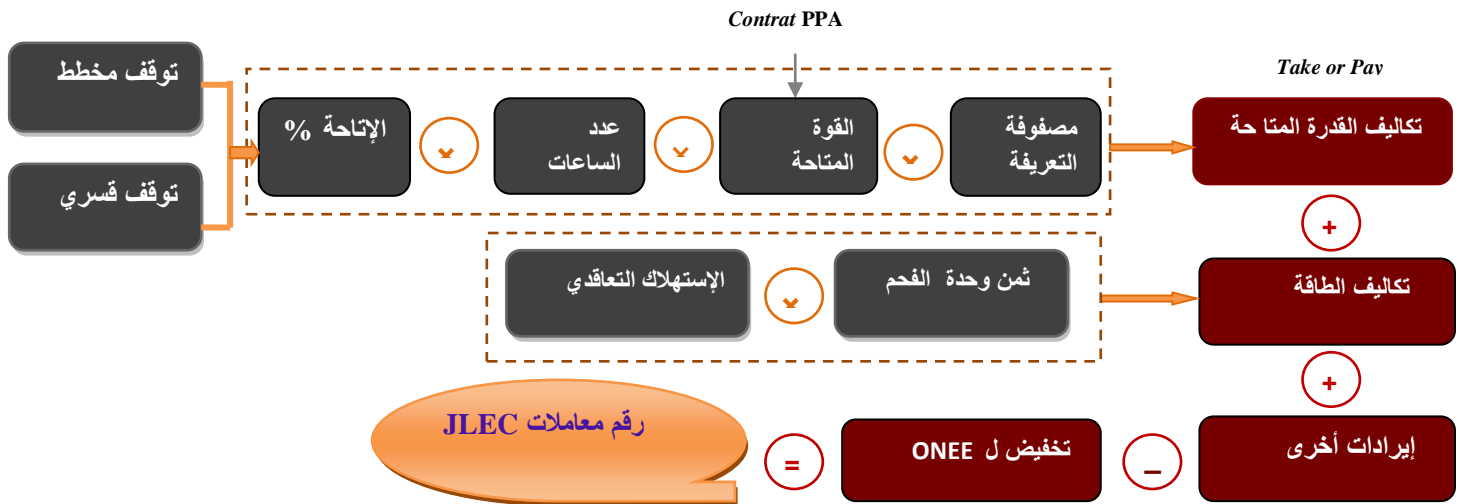 Contrat PPA
Take or Pay
توقف مخطط
توقف قسري
الإتاحة %
عدد
الساعات
القوة
المتاحة
مصفوفة
التعريفة
تكاليف القدرة المتا حة
+
الإستهلاك التعاقدي
ثمن وحدة الفحم
تكاليف الطاقة
+
إيرادات أخرى
–
تخفيض ل ONEE
=
رقم معاملات JLEC